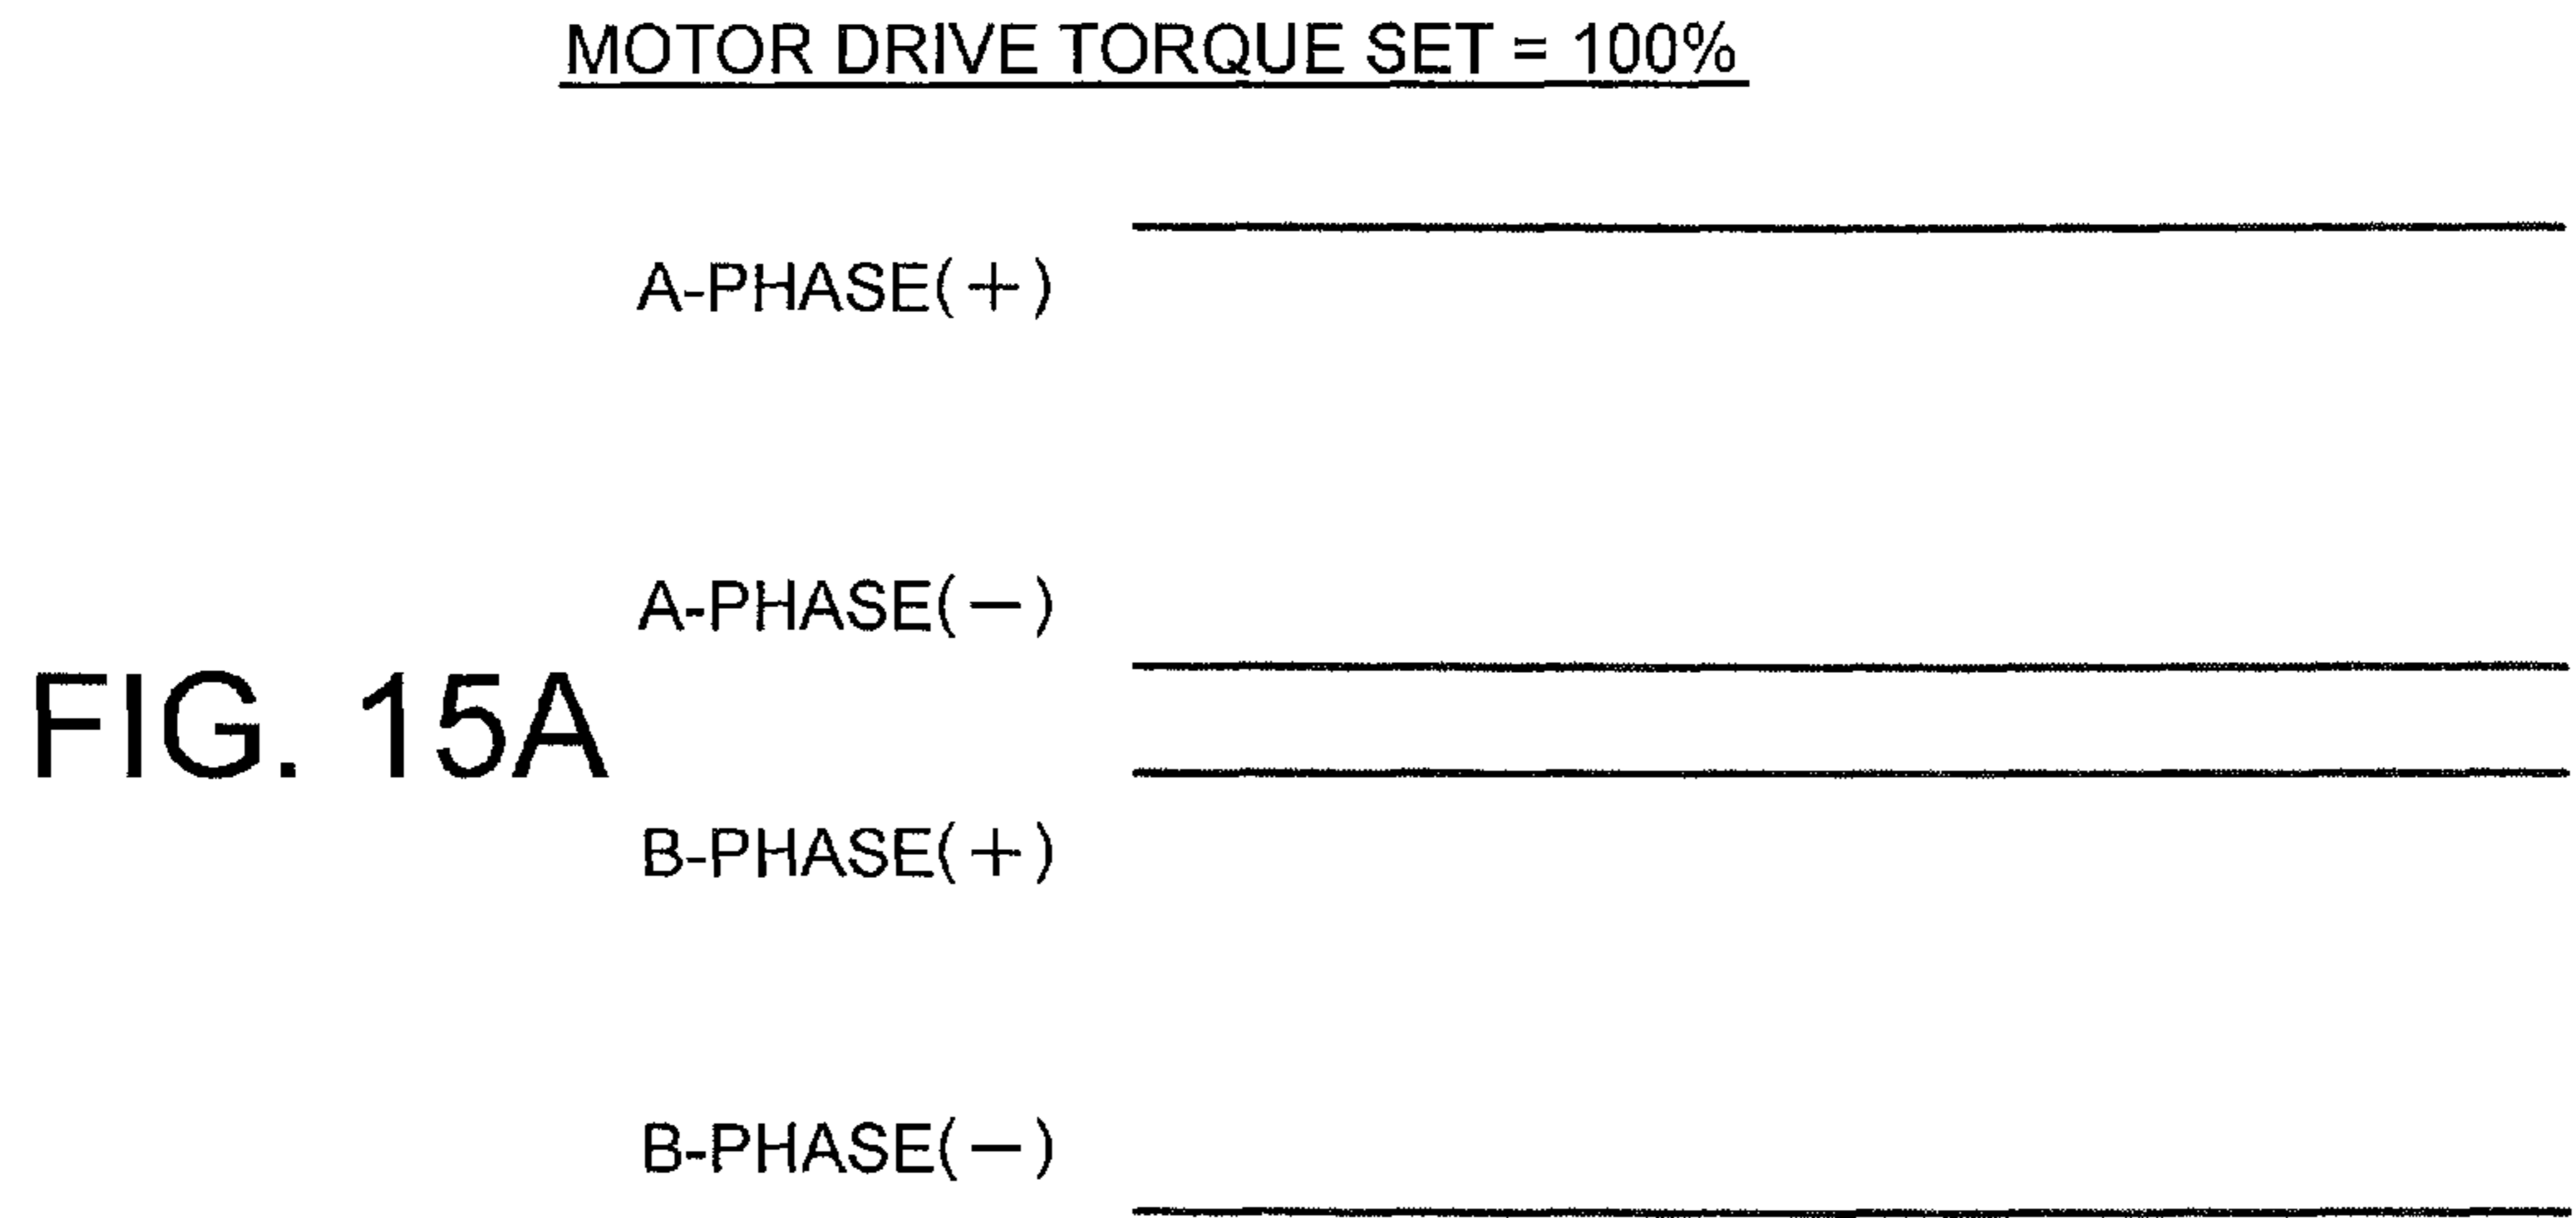 MOTOR DRIVE TORQUE SET = 100%
A-PHASE(+)
A-PHASE(−)
FIG. 15A
B-PHASE(+)
B-PHASE(−)